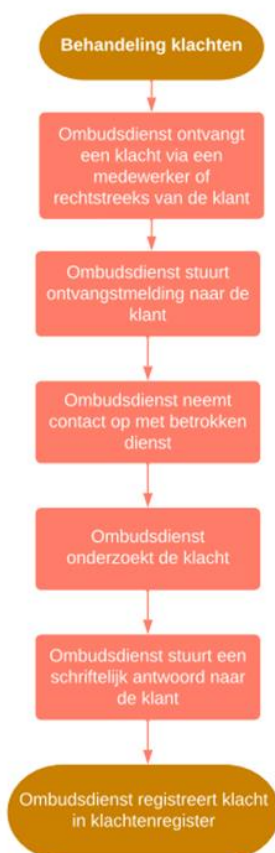 Behandeling klachten
Ombudsdienst ontvangt
een klacht via een
medewerker of
rechtstreeks van de klant
Ombudsdienst stuurt
ontvangstmelding naar de
klant
Ombudsdienst neemt
contact op met betrokken
dienst
Ombudsdienst
onderzoekt de klacht
Ombudsdienst stuurt een
schriftelijk antwoord naar
de klant
Ombudsdienst registreert klacht
in klachtenregister